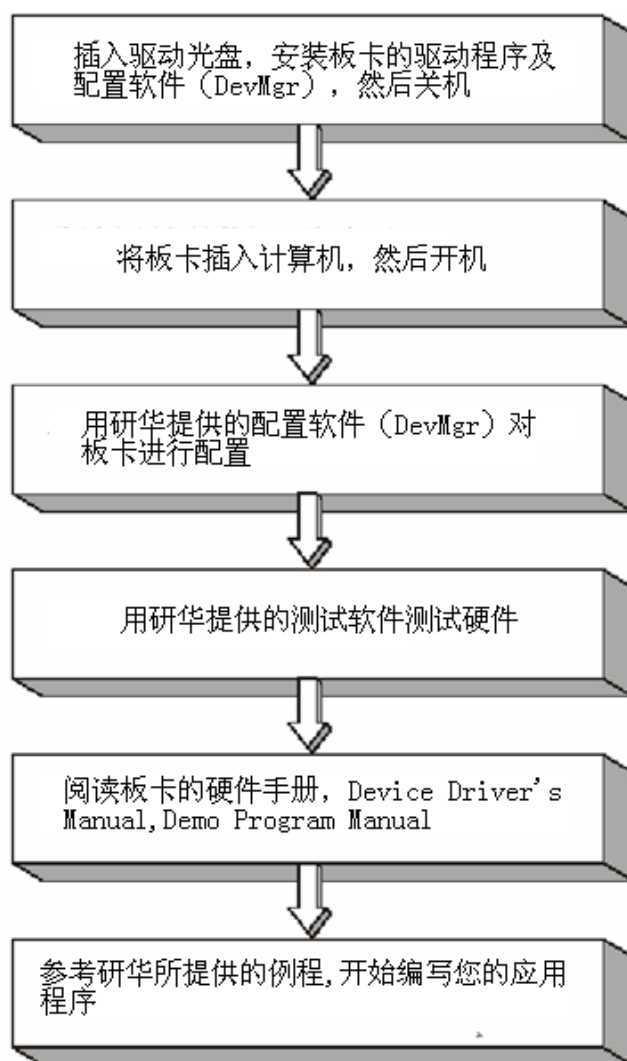 插入驱动光盘，安装板卡的驱动程序及
配置软件（DevMgr），然后关机
将板卡插入计算机，然后开机
用研华提供的配置软件（DevMgr）对
板卡进行配置
用研华提供的测试软件测试硬件
阅读板卡的硬件手册，Device Driver's
Manual,Demo Program Manual
参考研华所提供的例程,开始编写您的应用
程序